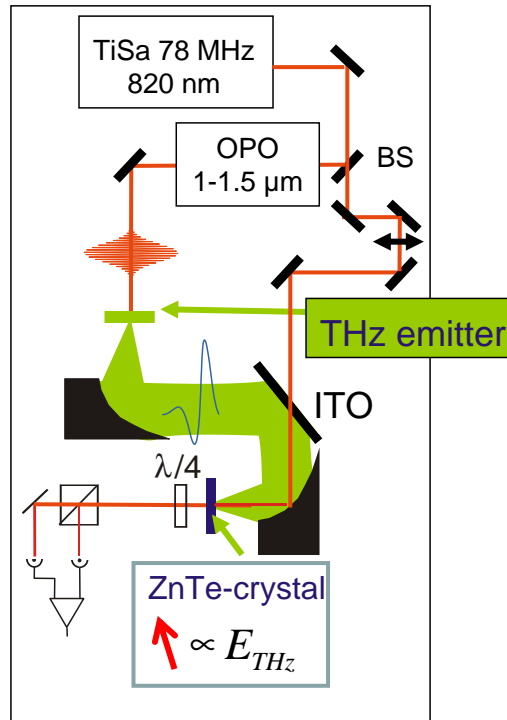 TiSa 78 MHz
820 nm
OPO
1-1.5 µm
BS
THz emitter
ITO
λ/4
ZnTe-crystal
∝ E_THz